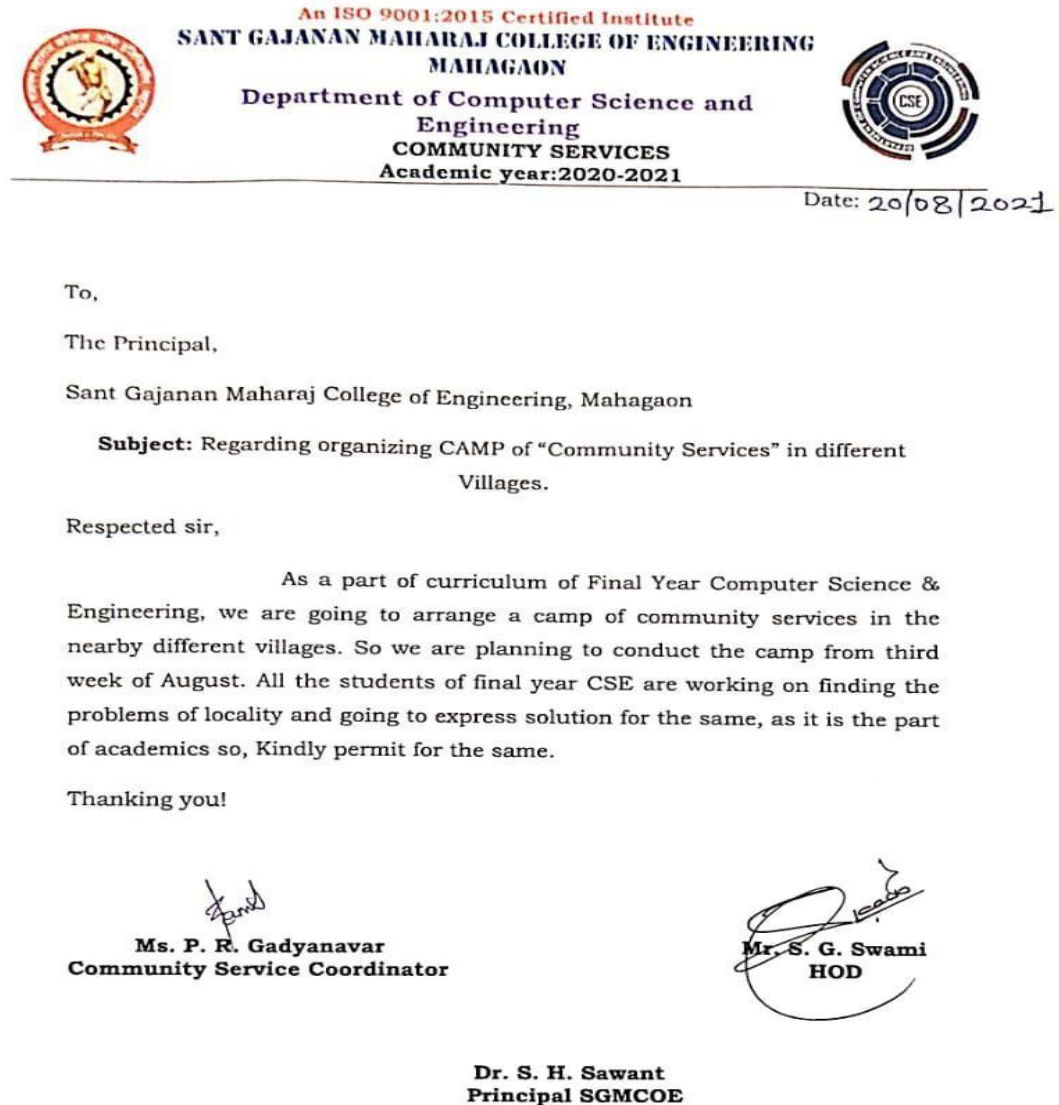 An ISO 9001:2015 Certified Institute
SANT GAJANAN MAHARAJ COLLEGE OF ENGINEERING
MAHAGAON
Department of Computer Science and
Engineering
COMMUNITY SERVICES
Academic year:2020-2021
CSE
Date: 20/08/2021
To,
The Principal,
Sant Gajanan Maharaj College of Engineering, Mahagaon
Subject: Regarding organizing CAMP of “Community Services” in different
Villages.
Respected sir,
As a part of curriculum of Final Year Computer Science &
Engineering, we are going to arrange a camp of community services in the
nearby different villages. So we are planning to conduct the camp from third
week of August. All the students of final year CSE are working on finding the
problems of locality and going to express solution for the same, as it is the part
of academics so, Kindly permit for the same.
Thanking you!
Ms. P. R. Gadyanavar
Community Service Coordinator
Mr. S. G. Swami
HOD
Dr. S. H. Sawant
Principal SGMCOE